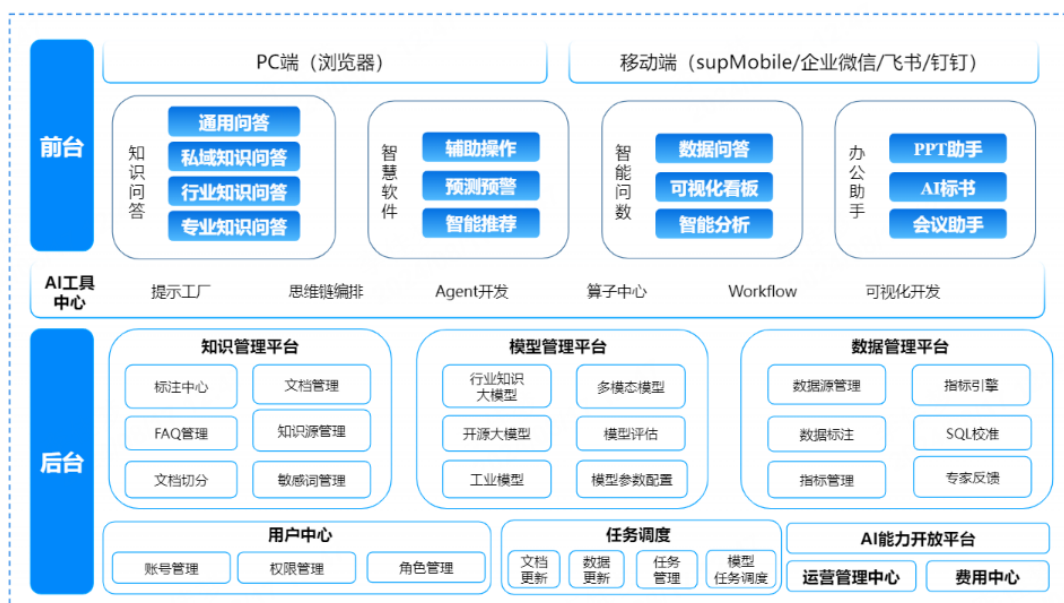 前台
PC端（浏览器）
移动端（supMobile/企业微信/飞书/钉钉）
知识问答
通用问答
私域知识问答
行业知识问答
专业知识问答
智慧软件
辅助操作
预测预警
智能推荐
智能问数
数据问答
可视化看板
智能分析
办公助手
PPT助手
AI标书
会议助手
AI工具
中心
提示工厂
思维链编排
Agent开发
算子中心
Workflow
可视化开发
后台
知识管理平台
标注中心
文档管理
FAQ管理
知识源管理
文档切分
敏感词管理
模型管理平台
行业知识
大模型
多模态模型
开源大模型
模型评估
工业模型
模型参数配置
数据管理平台
数据源管理
指标引擎
数据标注
SQL校准
指标管理
专家反馈
用户中心
账号管理
权限管理
角色管理
任务调度
文档
更新
数据
更新
任务
管理
模型
任务调度
AI能力开放平台
运营管理中心
费用中心